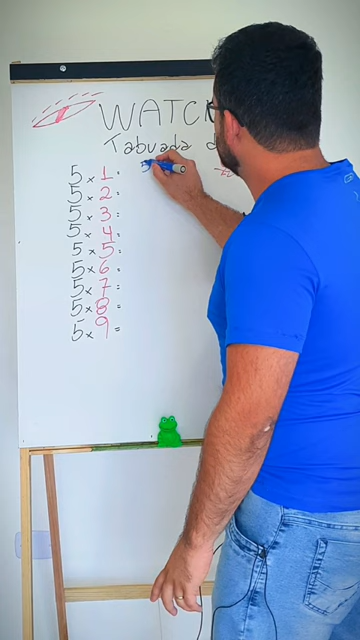 WATCH
Tabuada d
5 × 1 = 5
5 × 2 =
5 × 3 =
5 × 4 =
5 × 5 =
5 × 6 =
5 × 7 =
5 × 8 =
5 × 9 =